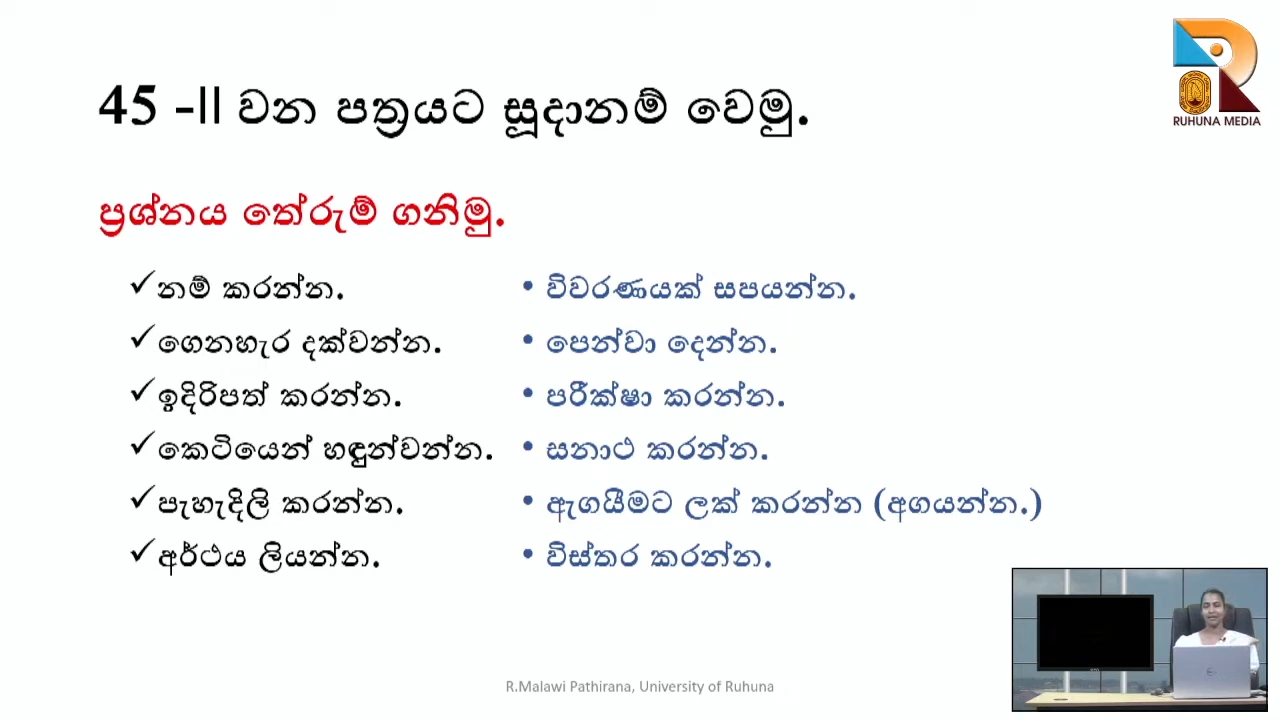 45 -II වන පත්‍රයට සූදානම් වෙමු.
RUHUNA MEDIA
ප්‍රශ්නය තේරුම් ගනිමු.
✓නම් කරන්න.
✓ගෙනහැර දක්වන්න.
✓ඉදිරිපත් කරන්න.
✓කෙටියෙන් හඳුන්වන්න.
✓පැහැදිලි කරන්න.
✓අර්ථය ලියන්න.
• විවරණයක් සපයන්න.
• පෙන්වා දෙන්න.
• පරීක්ෂා කරන්න.
• සනාථ කරන්න.
• ඇගයීමට ලක් කරන්න (අගයන්න.)
• විස්තර කරන්න.
R.Malawi Pathirana, University of Ruhuna